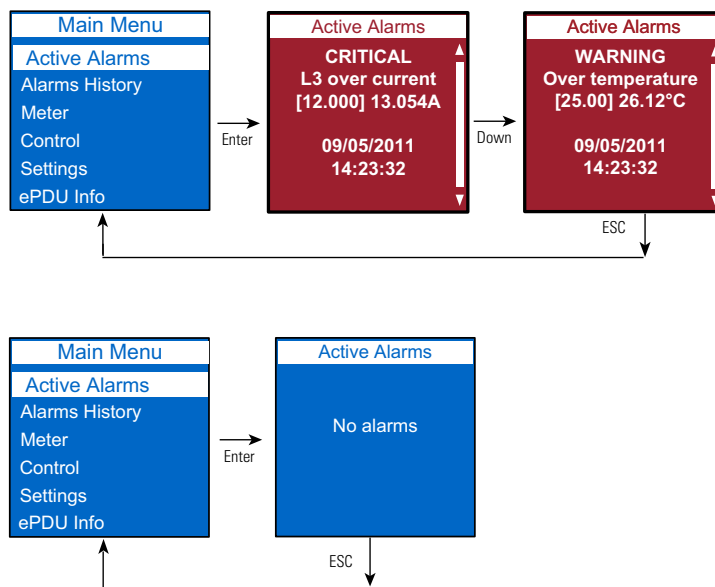 Main Menu
Active Alarms
Alarms History
Meter
Control
Settings
ePDU Info
Enter
Active Alarms
CRITICAL
L3 over current
[12.000] 13.054A
09/05/2011
14:23:32
Down
Active Alarms
WARNING
Over temperature
[25.00] 26.12°C
09/05/2011
14:23:32
ESC
Main Menu
Active Alarms
Alarms History
Meter
Control
Settings
ePDU Info
Enter
Active Alarms
No alarms
ESC